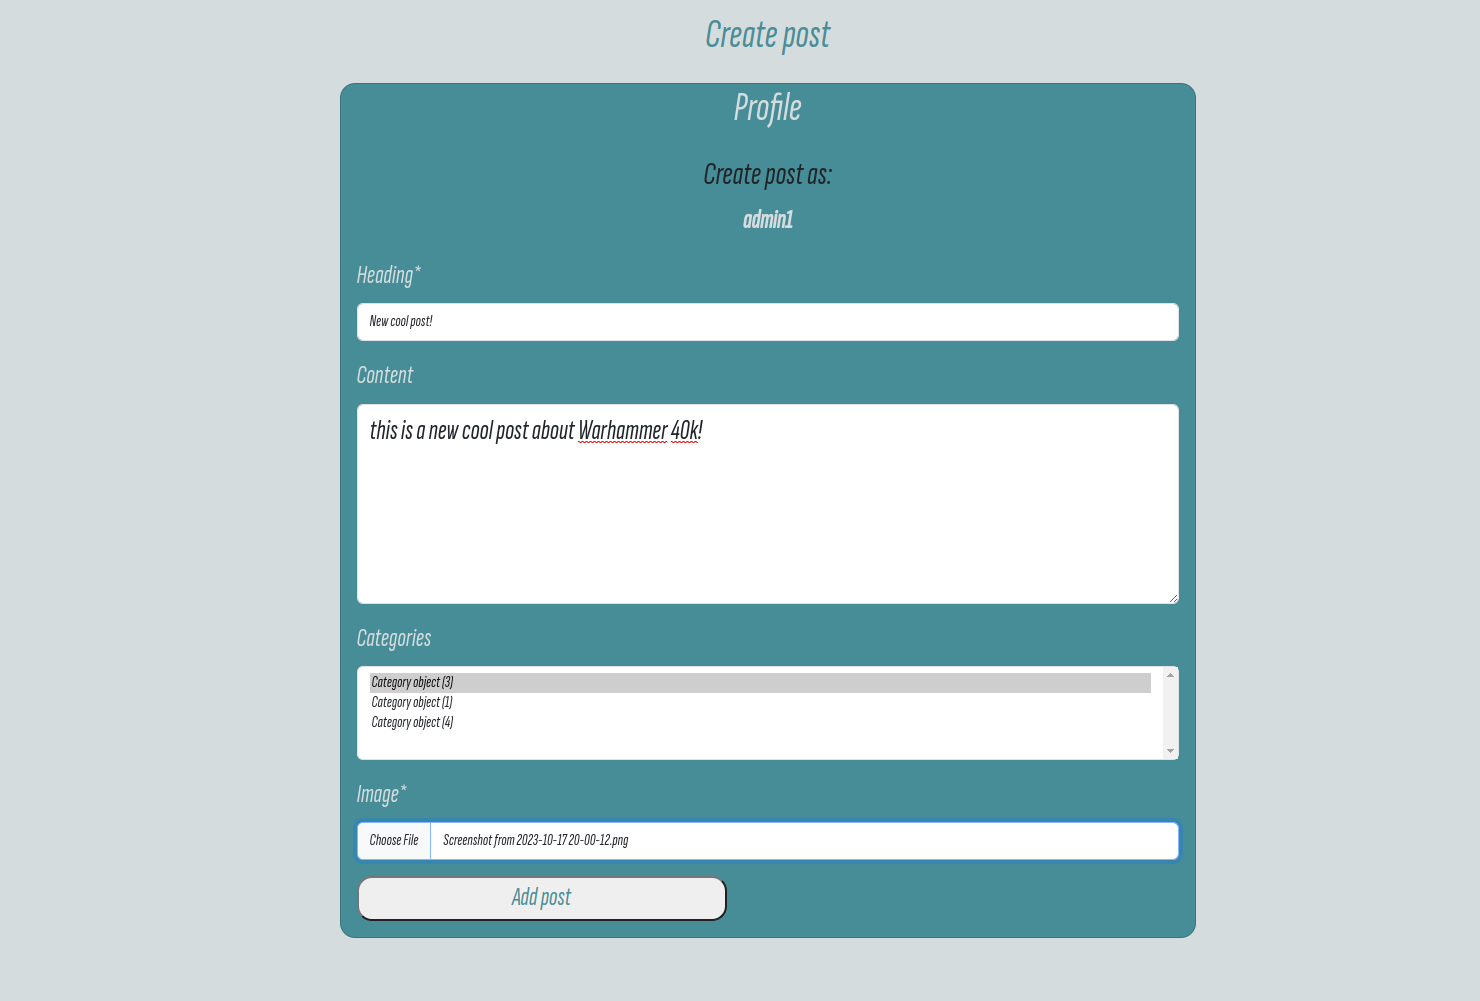 Create post
Profile
Create post as:
admin1
Heading*
New cool post!
Content
this is a new cool post about Warhammer 40k!
Categories
Category object (3)
Category object (1)
Category object (4)
Image*
Choose File Screenshot from 2023-10-17 20-00-12.png
Add post